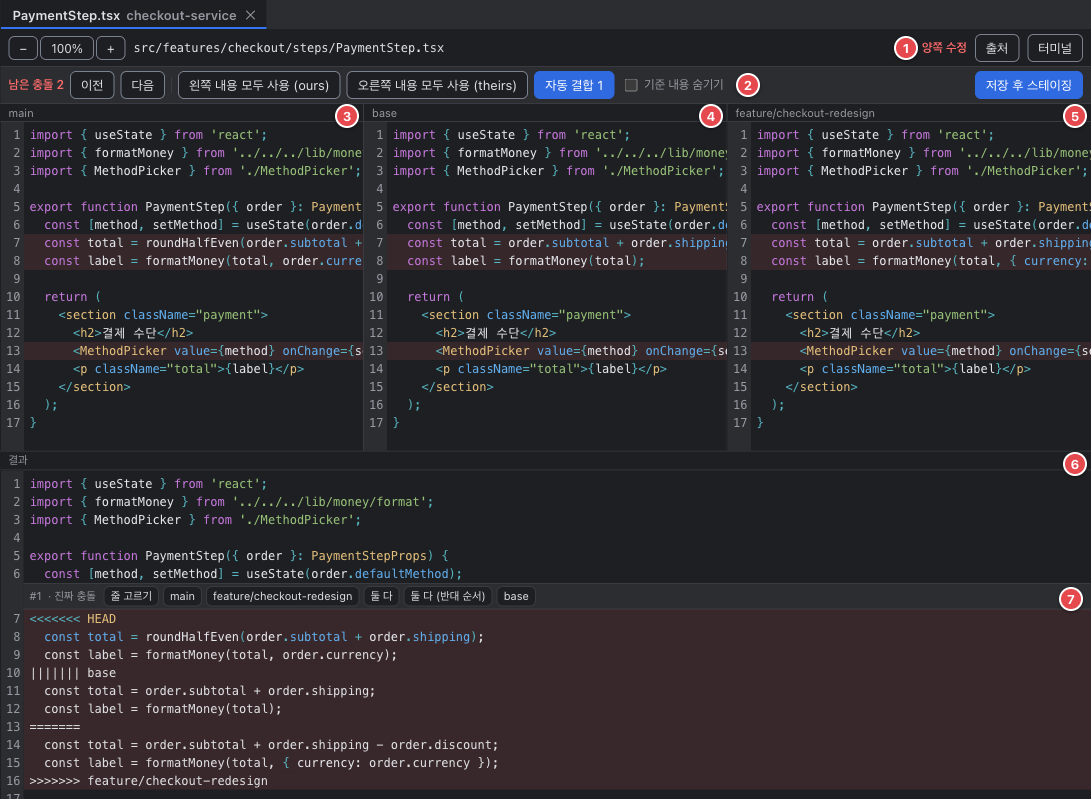 PaymentStep.tsx checkout-service ×
− 100% + src/features/checkout/steps/PaymentStep.tsx 1 양쪽 수정 출처 터미널
남은 충돌 2 이전 다음 왼쪽 내용 모두 사용 (ours) 오른쪽 내용 모두 사용 (theirs) 자동 결합 1 기준 내용 숨기기 2 저장 후 스테이징
main 3
1 import { useState } from 'react';
2 import { formatMoney } from '../../../lib/mone
3 import { MethodPicker } from './MethodPicker';
4
5 export function PaymentStep({ order }: Payment
6   const [method, setMethod] = useState(order.d
7   const total = roundHalfEven(order.subtotal +
8   const label = formatMoney(total, order.curre
9
10   return (
11     <section className="payment">
12       <h2>결제 수단</h2>
13       <MethodPicker value={method} onChange={s
14       <p className="total">{label}</p>
15     </section>
16   );
17 }
base 4
1 import { useState } from 'react';
2 import { formatMoney } from '../../../lib/money
3 import { MethodPicker } from './MethodPicker';
4
5 export function PaymentStep({ order }: PaymentS
6   const [method, setMethod] = useState(order.de
7   const total = order.subtotal + order.shipping
8   const label = formatMoney(total);
9
10   return (
11     <section className="payment">
12       <h2>결제 수단</h2>
13       <MethodPicker value={method} onChange={se
14       <p className="total">{label}</p>
15     </section>
16   );
17 }
feature/checkout-redesign 5
1 import { useState } from 'react';
2 import { formatMoney } from '../../../lib/money
3 import { MethodPicker } from './MethodPicker';
4
5 export function PaymentStep({ order }: PaymentS
6   const [method, setMethod] = useState(order.de
7   const total = order.subtotal + order.shipping
8   const label = formatMoney(total, { currency:
9
10   return (
11     <section className="payment">
12       <h2>결제 수단</h2>
13       <MethodPicker value={method} onChange={se
14       <p className="total">{label}</p>
15     </section>
16   );
17 }
결과 6
1 import { useState } from 'react';
2 import { formatMoney } from '../../../lib/money/format';
3 import { MethodPicker } from './MethodPicker';
4
5 export function PaymentStep({ order }: PaymentStepProps) {
6   const [method, setMethod] = useState(order.defaultMethod);
#1 · 진짜 충돌 줄 고르기 main feature/checkout-redesign 둘 다 둘 다 (반대 순서) base 7
7 <<<<<<< HEAD
8   const total = roundHalfEven(order.subtotal + order.shipping);
9   const label = formatMoney(total, order.currency);
10 ||||||| base
11   const total = order.subtotal + order.shipping;
12   const label = formatMoney(total);
13 =======
14   const total = order.subtotal + order.shipping - order.discount;
15   const label = formatMoney(total, { currency: order.currency });
16 >>>>>>> feature/checkout-redesign
17